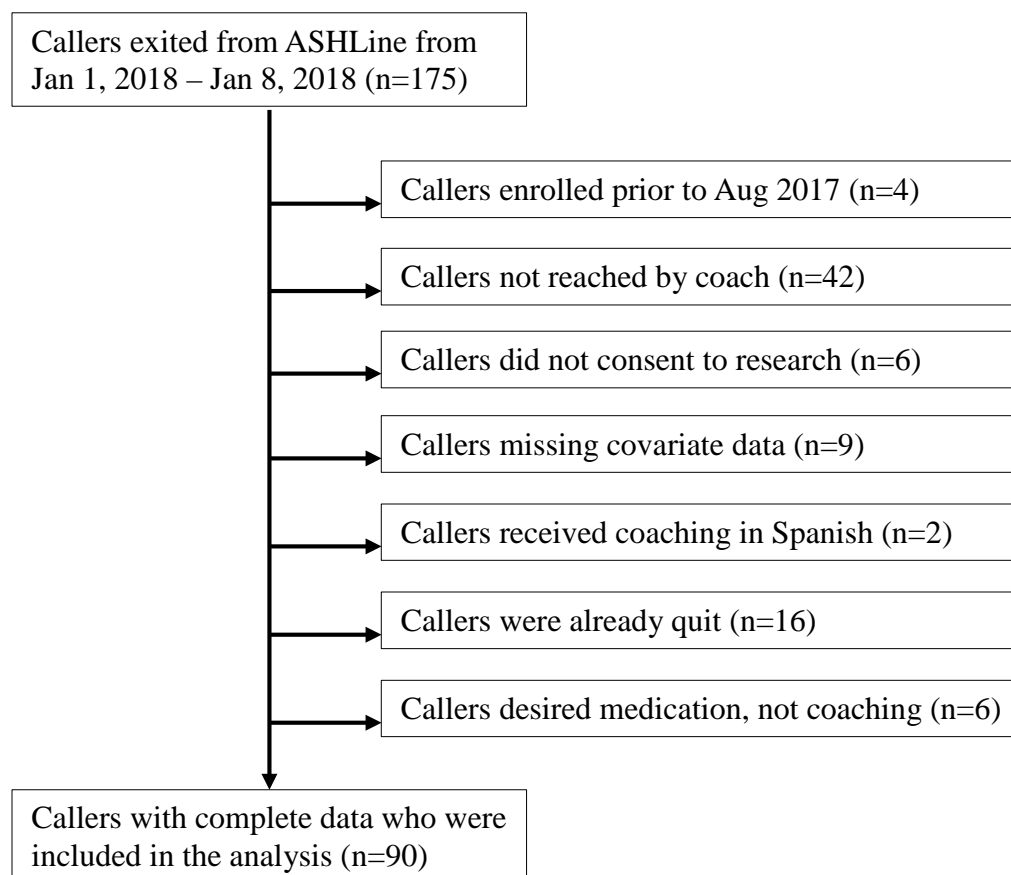 Callers exited from ASHLine from
Jan 1, 2018 – Jan 8, 2018 (n=175)
Callers enrolled prior to Aug 2017 (n=4)
Callers not reached by coach (n=42)
Callers did not consent to research (n=6)
Callers missing covariate data (n=9)
Callers received coaching in Spanish (n=2)
Callers were already quit (n=16)
Callers desired medication, not coaching (n=6)
Callers with complete data who were
included in the analysis (n=90)